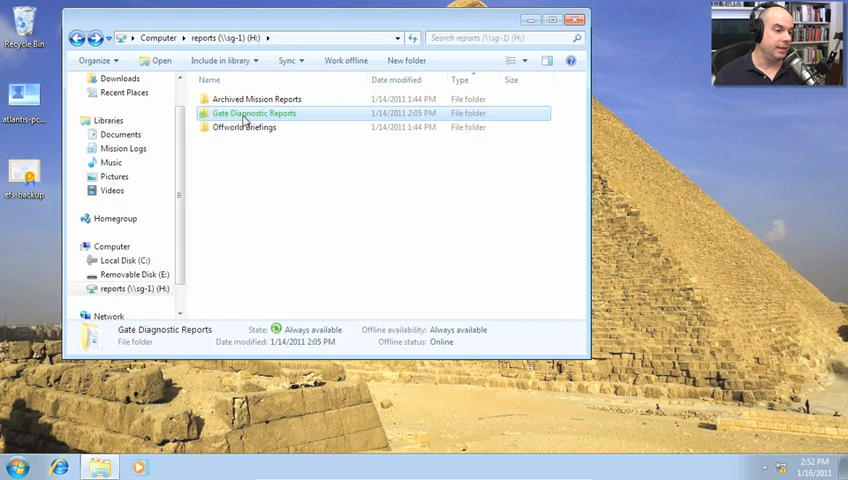 Recycle Bin
atlantis-pc...
efs-backup
Computer
reports (\\sg-1) (H:)
Search reports (\\sg-1) (H:)
Organize
Open
Include in library
Sync
Work offline
New folder
Downloads
Recent Places
Libraries
Documents
Mission Logs
Music
Pictures
Videos
Homegroup
Computer
Local Disk (C:)
Removable Disk (E:)
reports (\\sg-1) (H:)
Network
Name
Date modified
Type
Size
Archived Mission Reports
1/14/2011 1:44 PM
File folder
Gate Diagnostic Reports
1/14/2011 2:05 PM
File folder
Offworld Briefings
1/14/2011 1:44 PM
File folder
Gate Diagnostic Reports
File folder
State: Always available
Date modified: 1/14/2011 2:05 PM
Offline availability: Always available
Offline status: Online
2:52 PM
1/16/2011